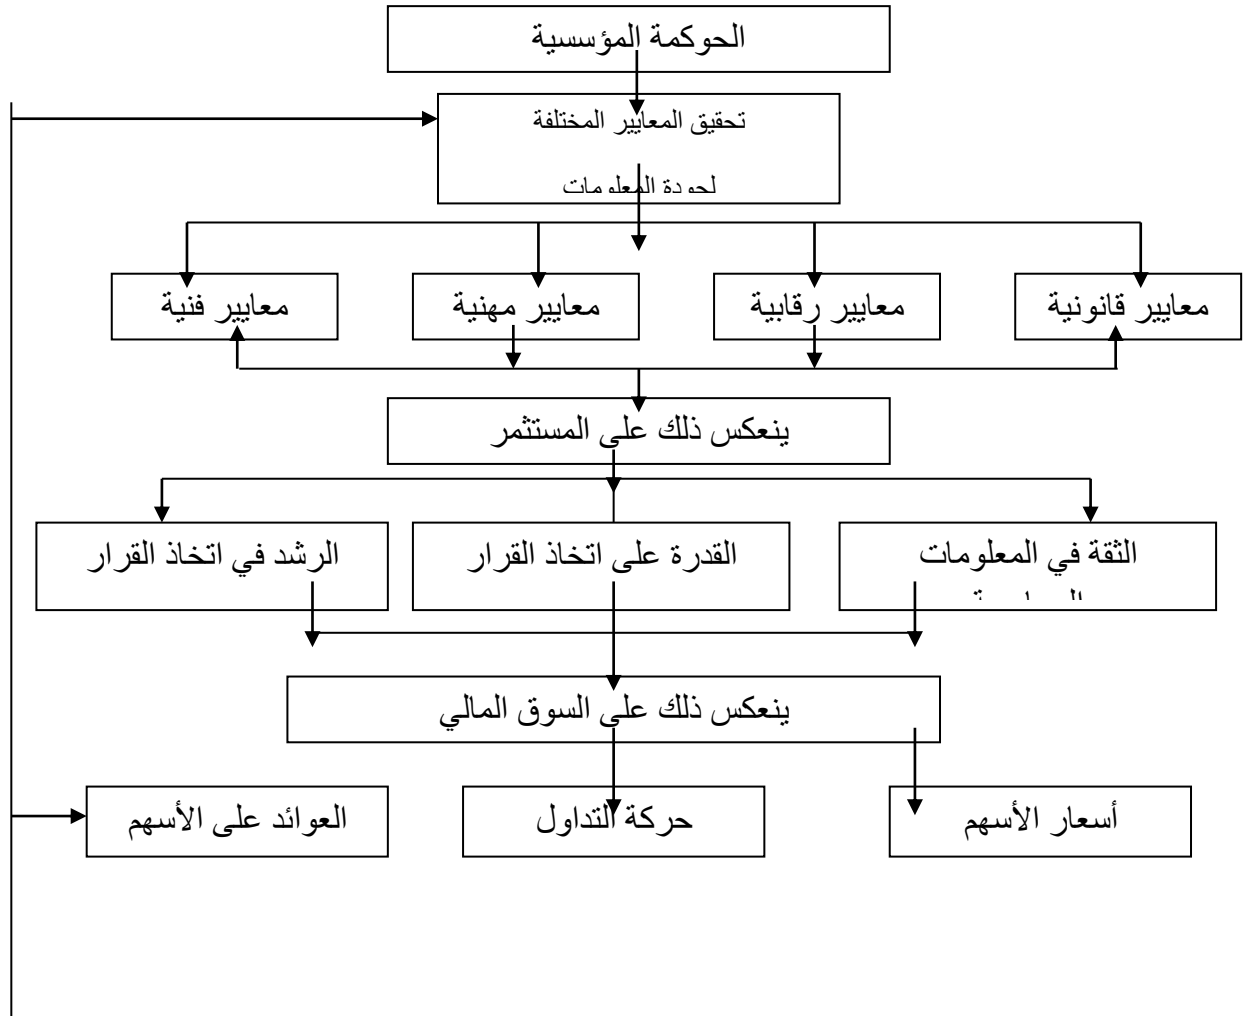 الحوكمة المؤسسية
تحقيق المعايير المختلفة
لجودة المعلومات
معايير قانونية
معايير رقابية
معايير مهنية
معايير فنية
ينعكس ذلك على المستثمر
الثقة في المعلومات
القدرة على اتخاذ القرار
الرشد في اتخاذ القرار
ينعكس ذلك على السوق المالي
أسعار الأسهم
حركة التداول
العوائد على الأسهم